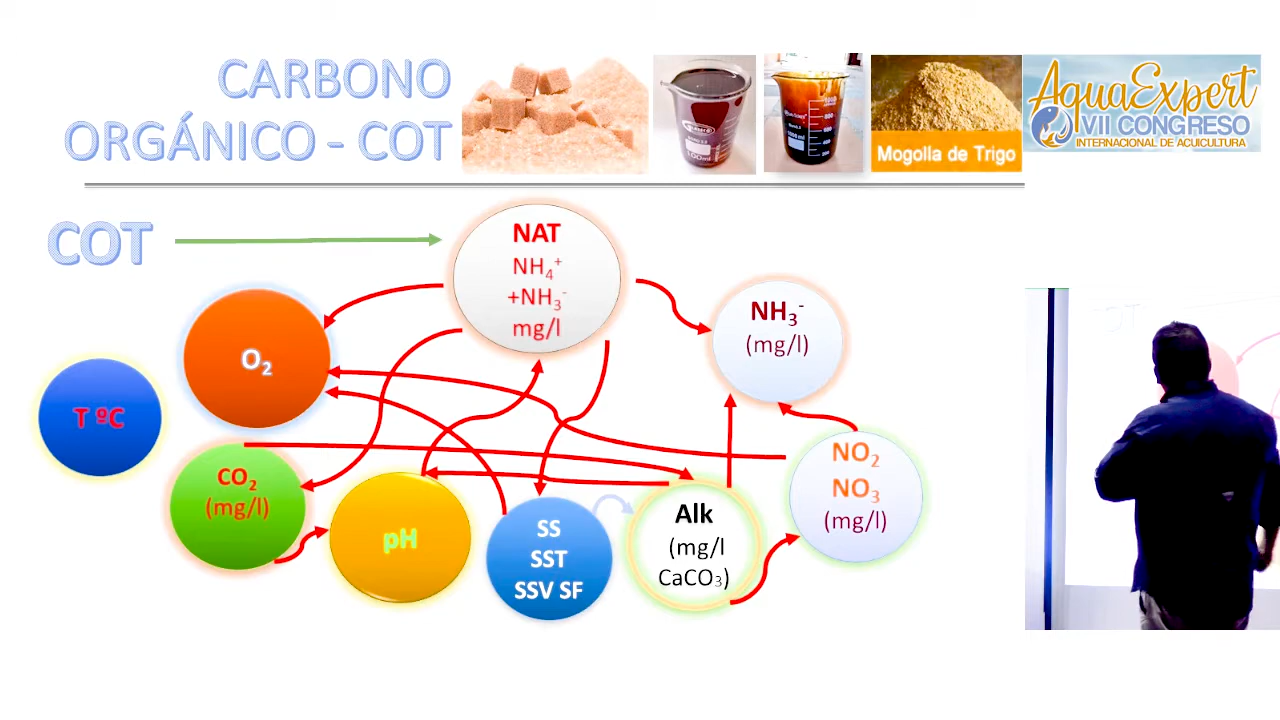 CARBONO
ORGÁNICO - COT
Mogolla de Trigo
AquaExpert
VII CONGRESO
INTERNACIONAL DE ACUICULTURA
COT
NAT
NH₄⁺
+NH₃⁻
mg/l
NH₃⁻
(mg/l)
O₂
T ºC
CO₂
(mg/l)
pH
SS
SST
SSV SF
Alk
(mg/l
CaCO₃)
NO₂
NO₃
(mg/l)